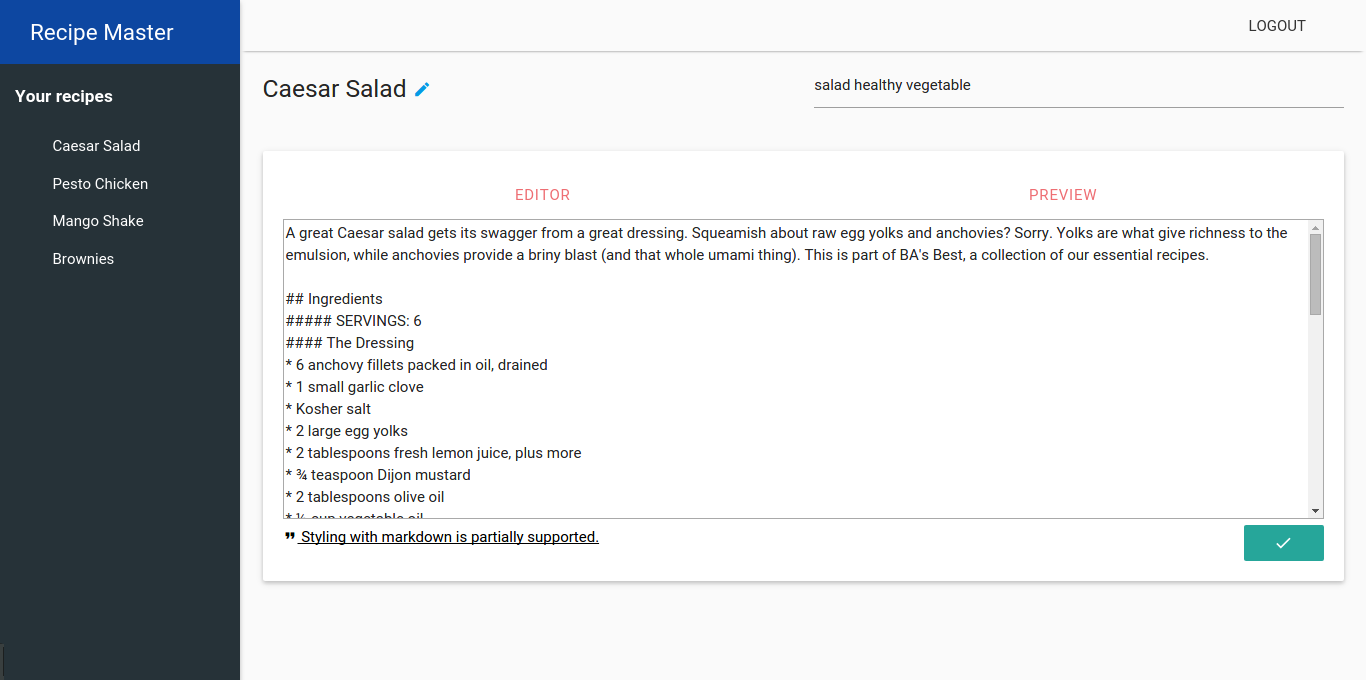 Recipe Master
LOGOUT
Your recipes
Caesar Salad
Pesto Chicken
Mango Shake
Brownies
Caesar Salad
salad healthy vegetable
EDITOR
PREVIEW
A great Caesar salad gets its swagger from a great dressing. Squeamish about raw egg yolks and anchovies? Sorry. Yolks are what give richness to the
emulsion, while anchovies provide a briny blast (and that whole umami thing). This is part of BA's Best, a collection of our essential recipes.
## Ingredients
##### SERVINGS: 6
#### The Dressing
* 6 anchovy fillets packed in oil, drained
* 1 small garlic clove
* Kosher salt
* 2 large egg yolks
* 2 tablespoons fresh lemon juice, plus more
* ¾ teaspoon Dijon mustard
* 2 tablespoons olive oil
* cup vegetable oil
Styling with markdown is partially supported.